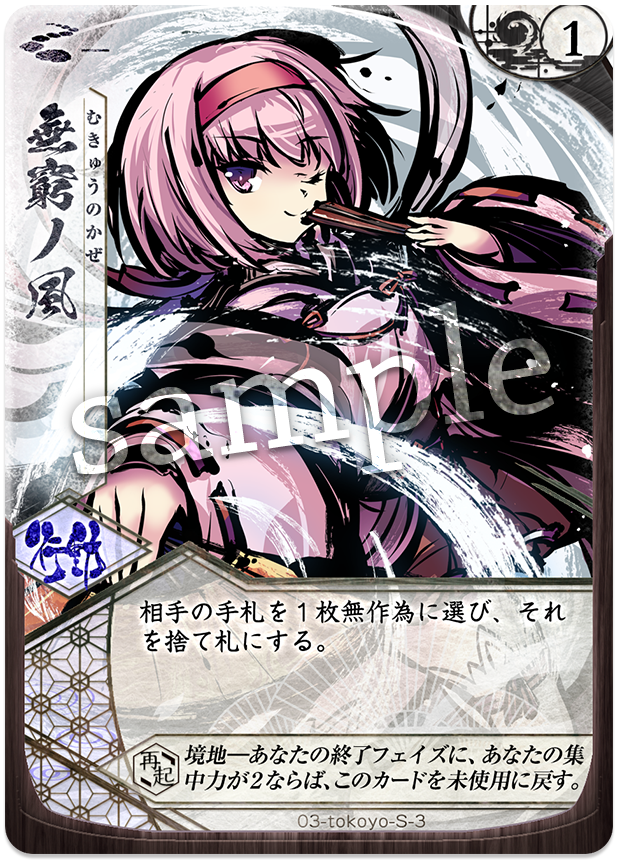 1
無窮ノ風
むきゅうのかぜ
sample
行動
相手の手札を1枚無作為に選び、それ
を捨て札にする。
再起
境地―あなたの終了フェイズに、あなたの集
中力が2ならば、このカードを未使用に戻す。
03-tokoyo-S-3